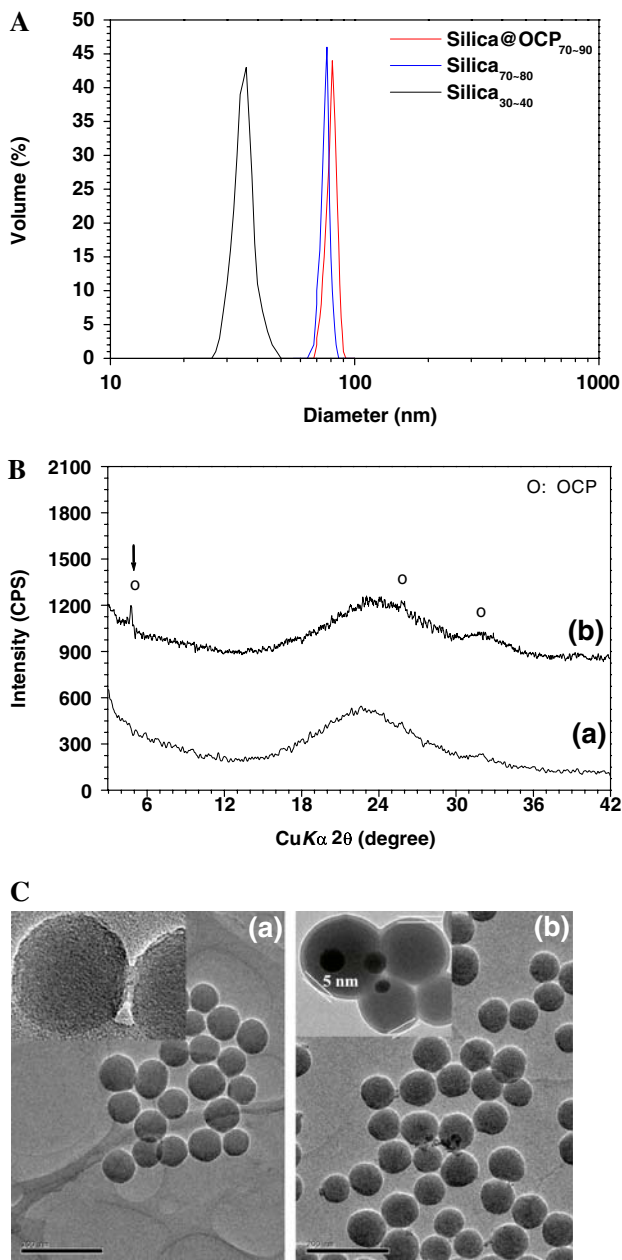 A
Silica@OCP70~90
Silica70~80
Silica30~40
50
45
40
35
30
25
20
15
10
5
0
Volume (%)
10
100
1000
Diameter (nm)
B
2100
1800
1500
1200
900
600
300
0
Intensity (CPS)
O: OCP
o
o
o
(b)
(a)
6
12
18
24
30
36
42
CuKα 2θ (degree)
C
(a)
(b)
5 nm